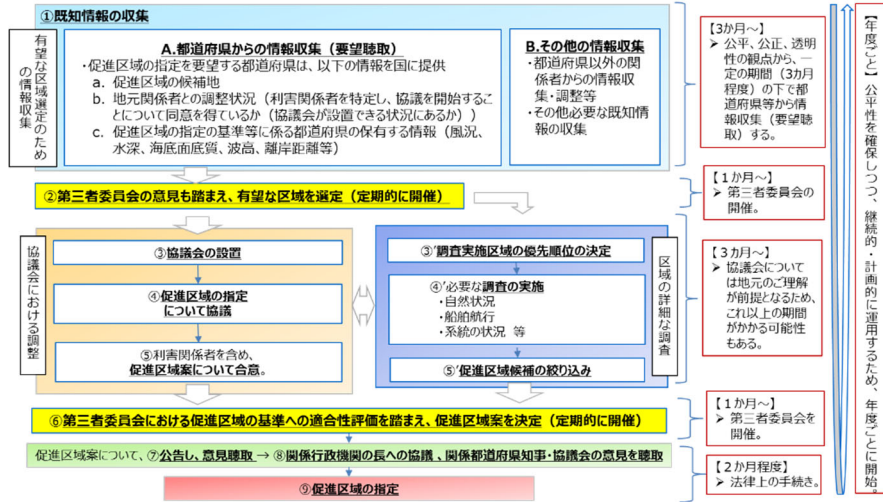 ①既知情報の収集
有望な区域選定のため
の情報収集
A.都道府県からの情報収集（要望聴取）
・促進区域の指定を要望する都道府県は、以下の情報を国に提供
a. 促進区域の候補地
b. 地元関係者との調整状況（利害関係者を特定し、協議を開始するこ
とについて同意を得ているか（協議会が設置できる状況にあるか））
c. 促進区域の指定の基準等に係る都道府県の保有する情報（風況、
水深、海底面底質、波高、離岸距離等）
B.その他の情報収集
・都道府県以外の関
係者からの情報収
集・調整等
・その他必要な既知情
報の収集
【3か月～】
➢ 公平、公正、透明
性の観点から、一
定の期間（3カ月
程度）の下で都
道府県等から情
報収集（要望聴
取）する。
②第三者委員会の意見も踏まえ、有望な区域を選定（定期的に開催）
【１か月～】
➢ 第三者委員会の
開催。
協議会における調整
③協議会の設置
④促進区域の指定
について協議
⑤利害関係者を含め、
促進区域案について合意。
③’調査実施区域の優先順位の決定
④’必要な調査の実施
・自然状況
・船舶航行
・系統の状況 等
⑤’促進区域候補の絞り込み
区域の詳細な調査
【３カ月～】
➢ 協議会について
は地元のご理解
が前提となるため、
これ以上の期間
がかかる可能性
もある。
⑥第三者委員会における促進区域の基準への適合性評価を踏まえ、促進区域案を決定（定期的に開催）
【１か月～】
➢ 第三者委員会を
開催。
促進区域案について、⑦公告し、意見聴取 → ⑧関係行政機関の長への協議 、関係都道府県知事・協議会の意見を聴取
⑨促進区域の指定
【２か月程度】
➢ 法律上の手続き。
【年度ごと】公平性を確保しつつ、継続的・計画的に運用するため、年度ごとに開始。